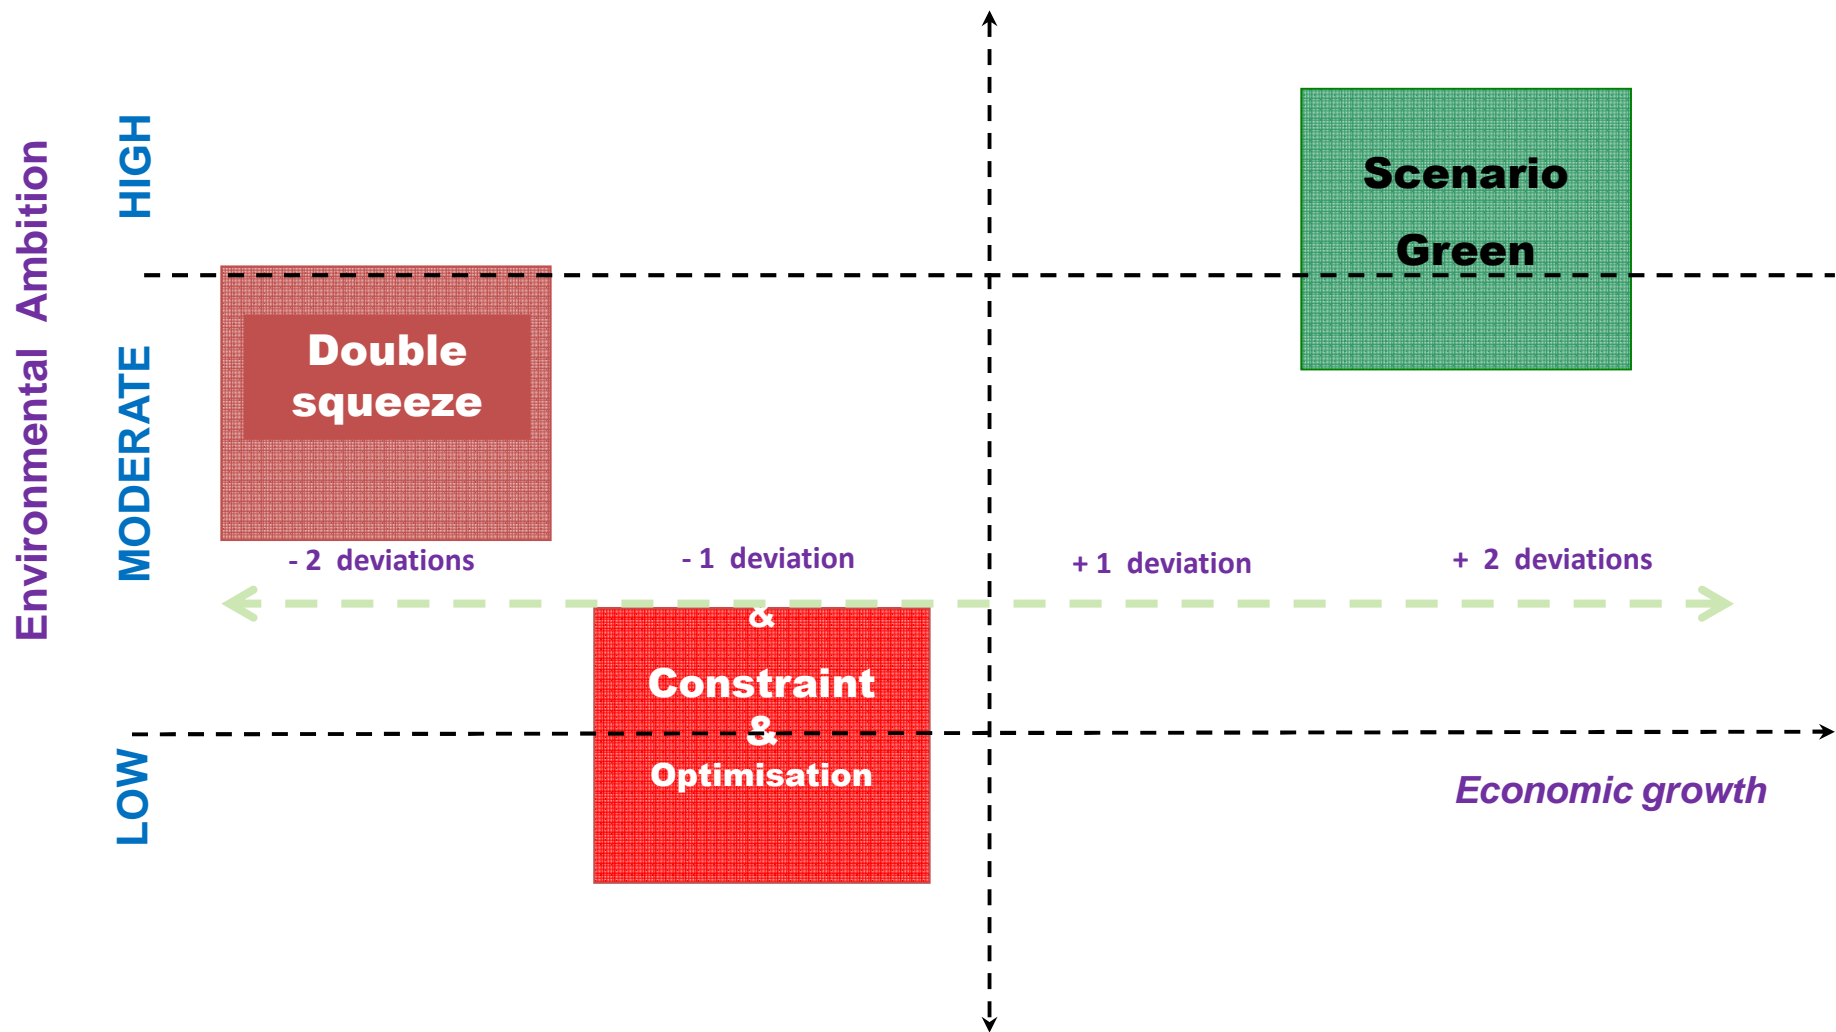 Environmental Ambition
HIGH
MODERATE
LOW
Scenario
Green
Double
squeeze
- 2 deviations
- 1 deviation
+ 1 deviation
+ 2 deviations
&
Constraint
&
Optimisation
Economic growth